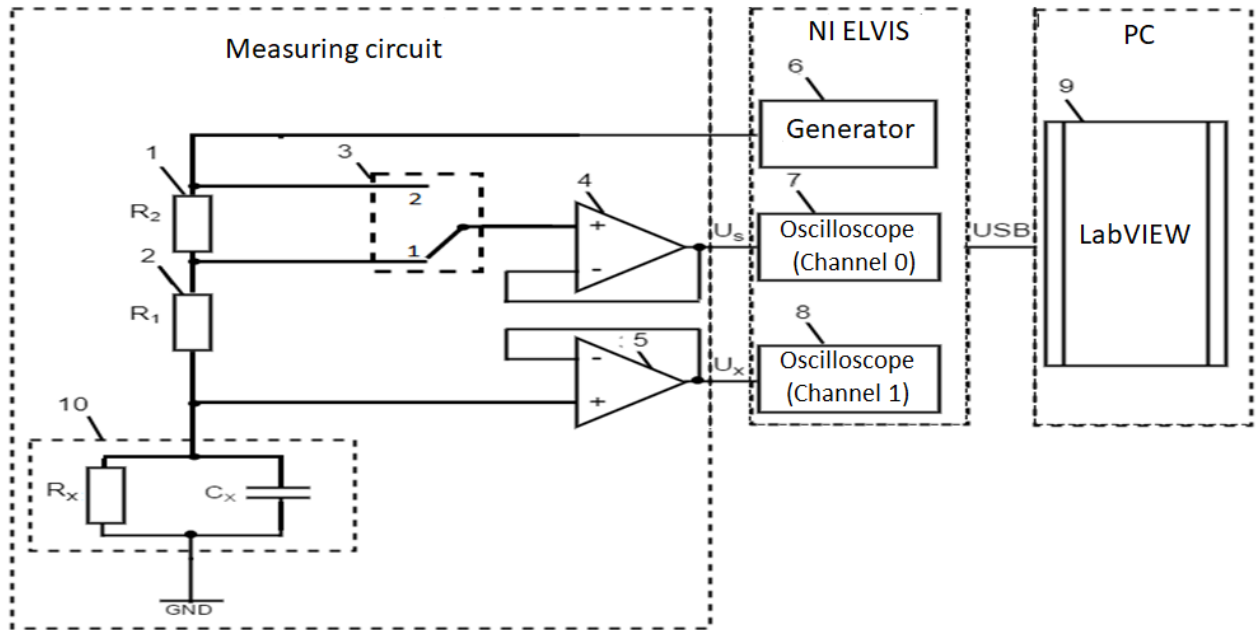 Measuring circuit
NI ELVIS
PC
6
Generator
9
1
3
2
4
7
R2
Us
Oscilloscope
(Channel 0)
USB
LabVIEW
+
-
2
1
R1
8
: 5
-
Ux
Oscilloscope
(Channel 1)
+
10
Rx
Cx
GND